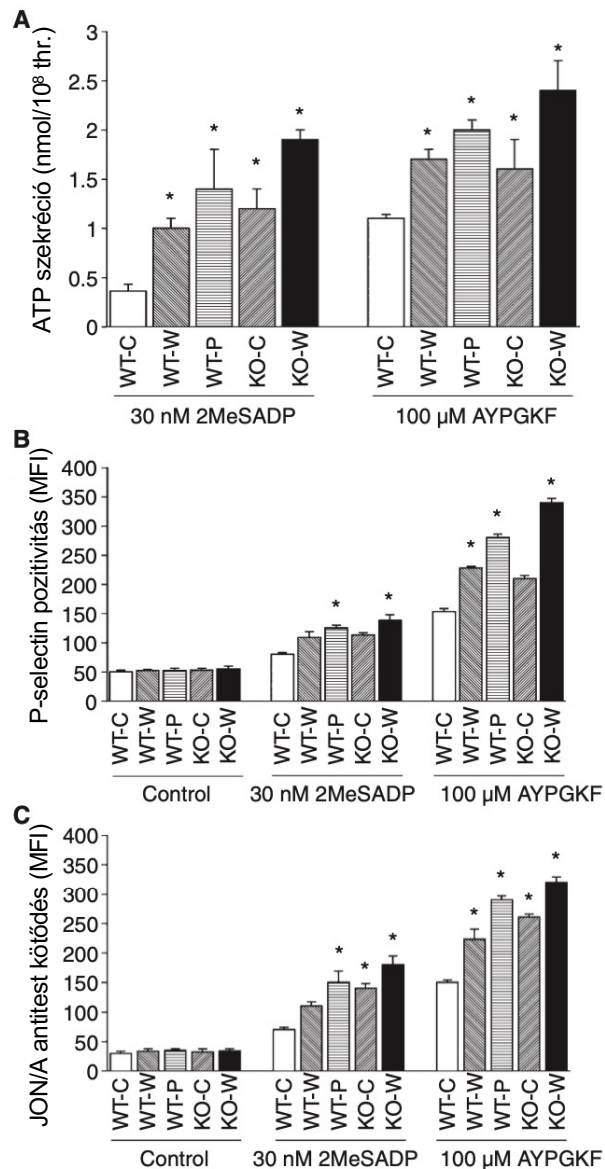 A
ATP szekréció (nmol/10⁸ thr.)
3
2.5
2
1.5
1
0.5
0
* * * * * * * *
WT-C WT-W WT-P KO-C KO-W WT-C WT-W WT-P KO-C KO-W
30 nM 2MeSADP 100 µM AYPGKF
B
P-selectin pozitivitás (MFI)
400
350
300
250
200
150
100
50
0
* * * * *
WT-C WT-W WT-P KO-C KO-W WT-C WT-W WT-P KO-C KO-W WT-C WT-W WT-P KO-C KO-W
Control 30 nM 2MeSADP 100 µM AYPGKF
C
JON/A antitest kötődés (MFI)
400
350
300
250
200
150
100
50
0
* * * * * * *
WT-C WT-W WT-P KO-C KO-W WT-C WT-W WT-P KO-C KO-W WT-C WT-W WT-P KO-C KO-W
Control 30 nM 2MeSADP 100 µM AYPGKF